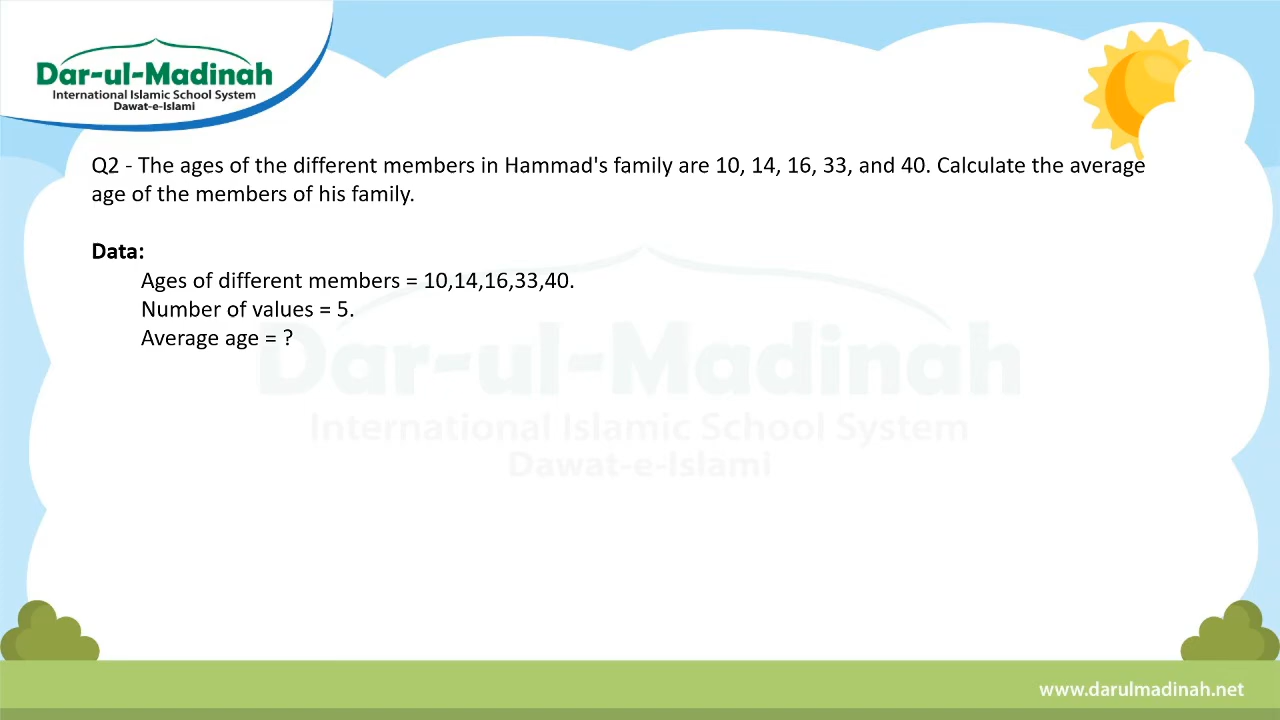 Dar-ul-Madinah
International Islamic School System
Dawat-e-Islami
Q2 - The ages of the different members in Hammad's family are 10, 14, 16, 33, and 40. Calculate the average
age of the members of his family.
Data:
Ages of different members = 10,14,16,33,40.
Number of values = 5.
Average age = ?
Dar-ul-Madinah
International Islamic School System
Dawat-e-Islami
www.darulmadinah.net